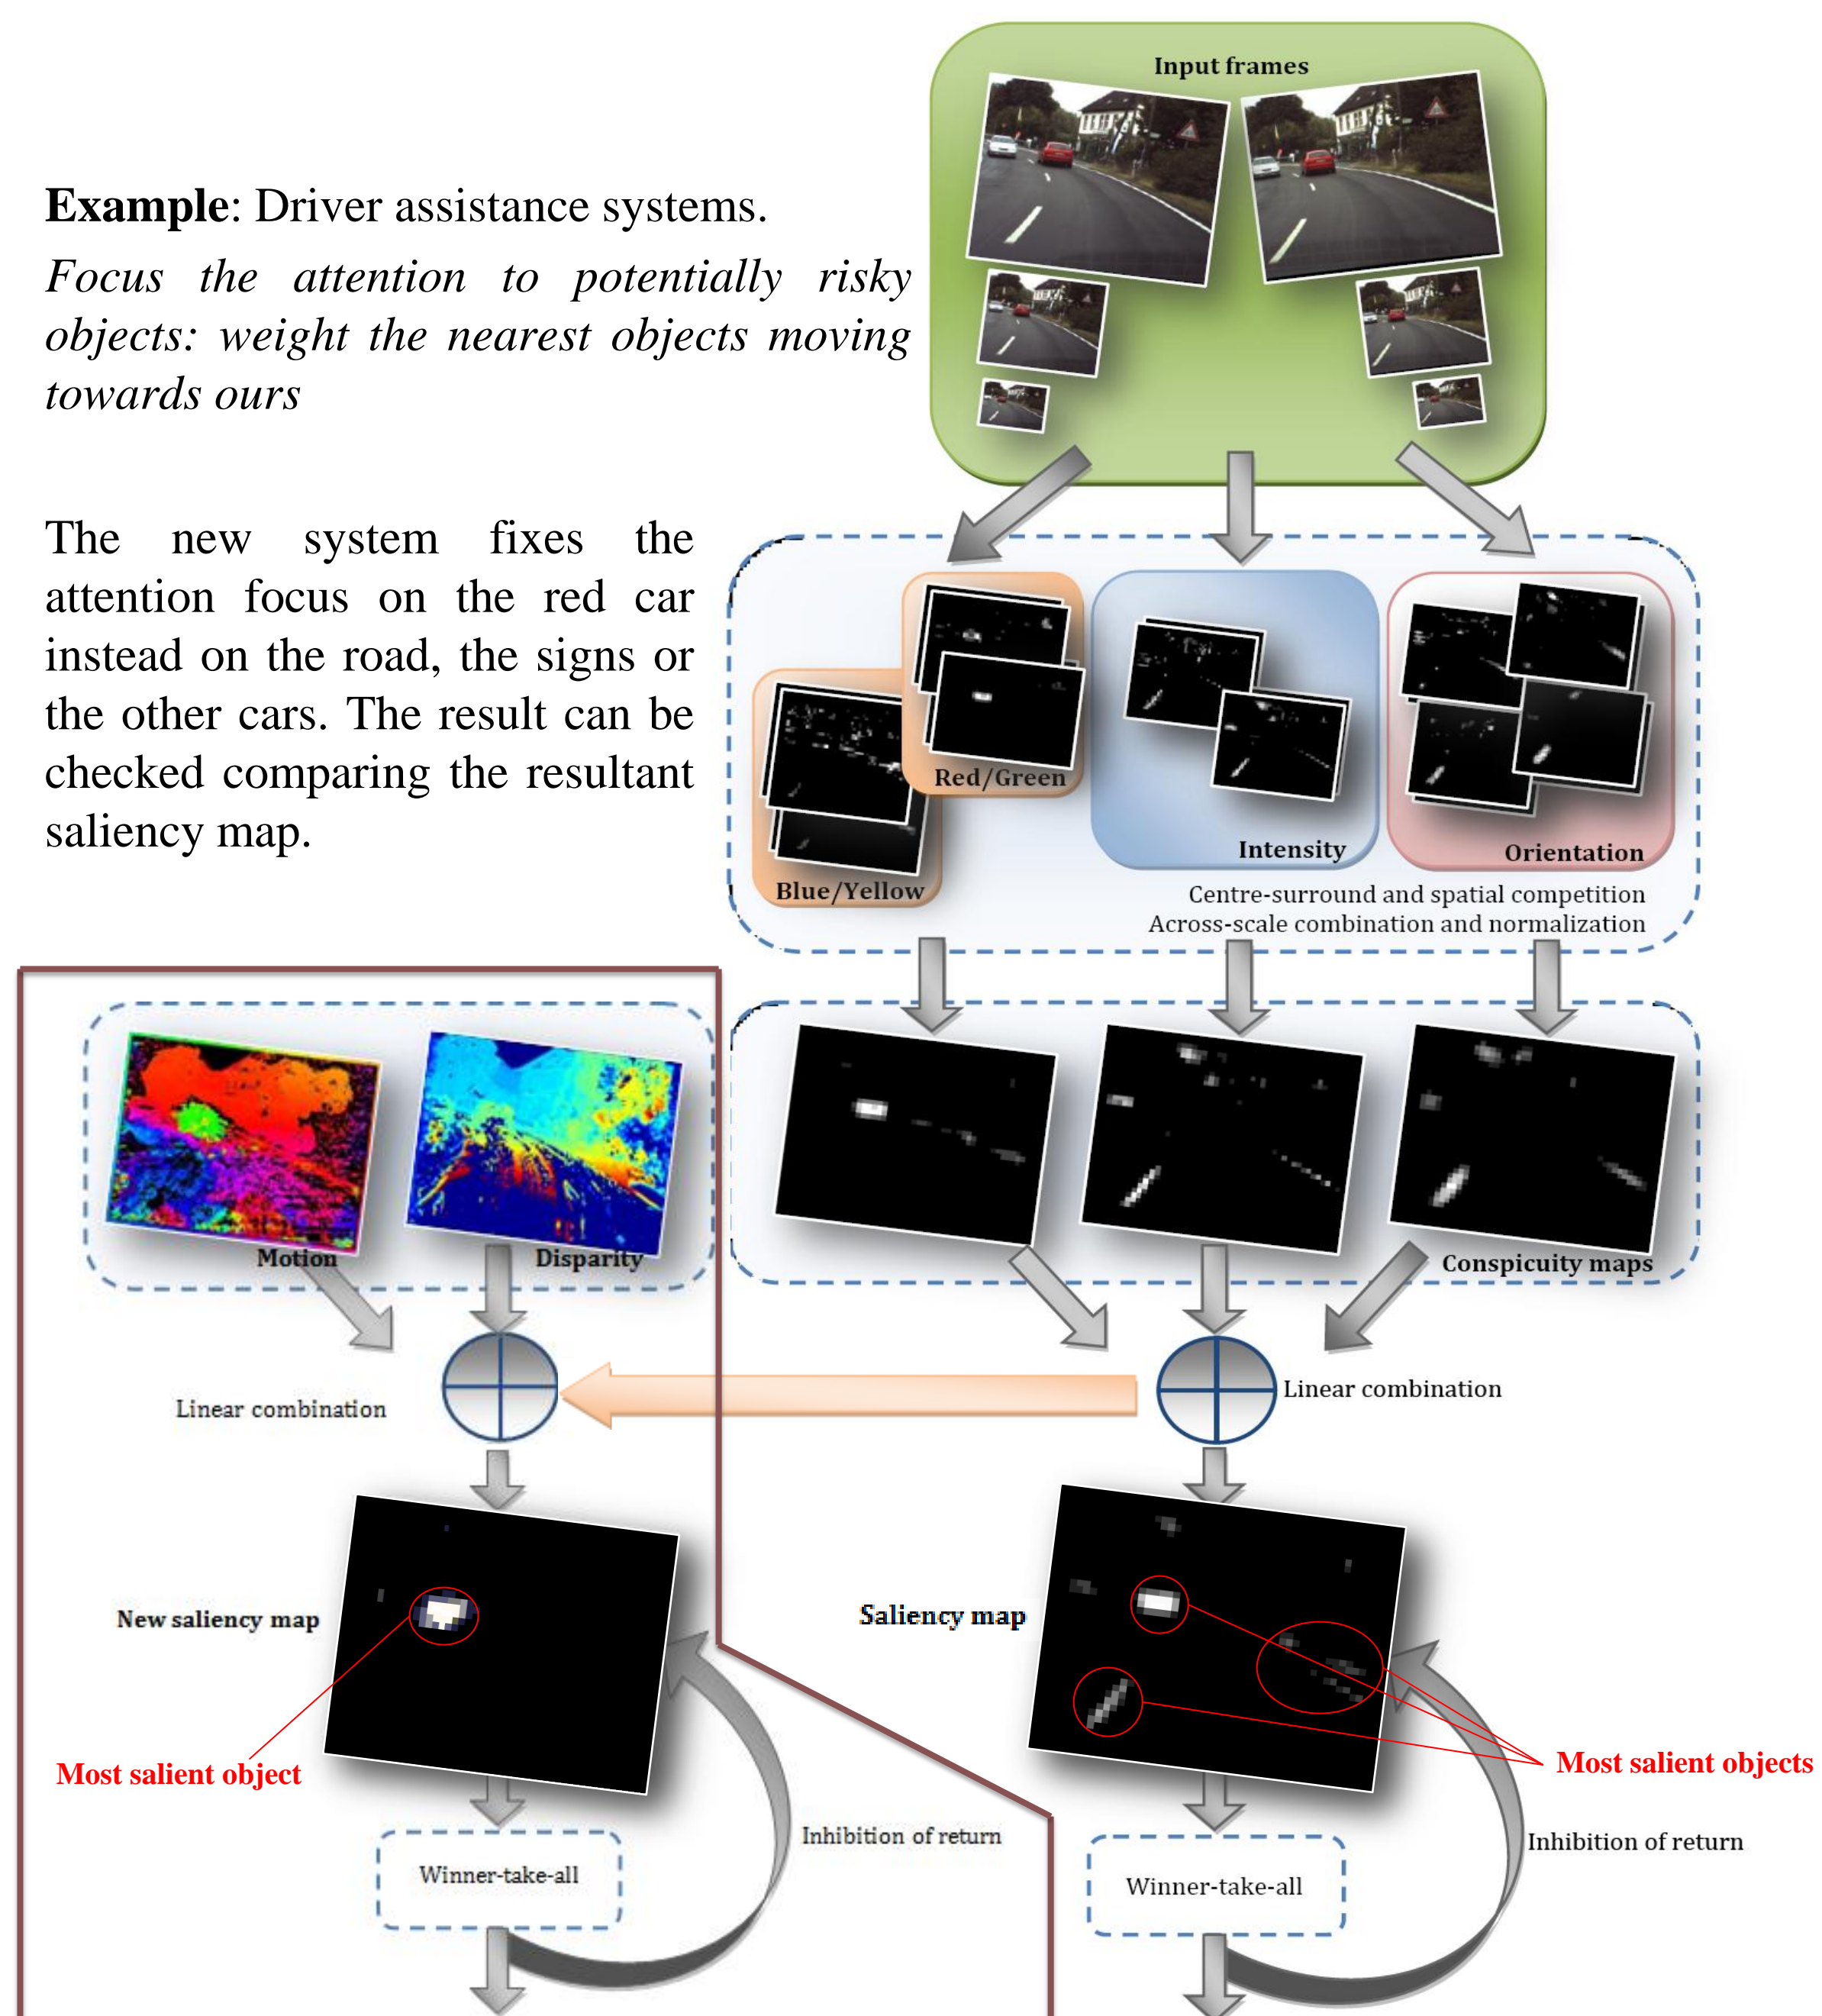 Input frames
Example: Driver assistance systems.
Focus the attention to potentially risky
objects: weight the nearest objects moving
towards ours
The new system fixes the
attention focus on the red car
instead on the road, the signs or
the other cars. The result can be
checked comparing the resultant
saliency map.
Red/Green
Blue/Yellow
Intensity
Orientation
Centre-surround and spatial competition
Across-scale combination and normalization
Motion
Disparity
Conspicuity maps
Linear combination
Linear combination
New saliency map
Saliency map
Most salient object
Most salient objects
Inhibition of return
Inhibition of return
Winner-take-all
Winner-take-all